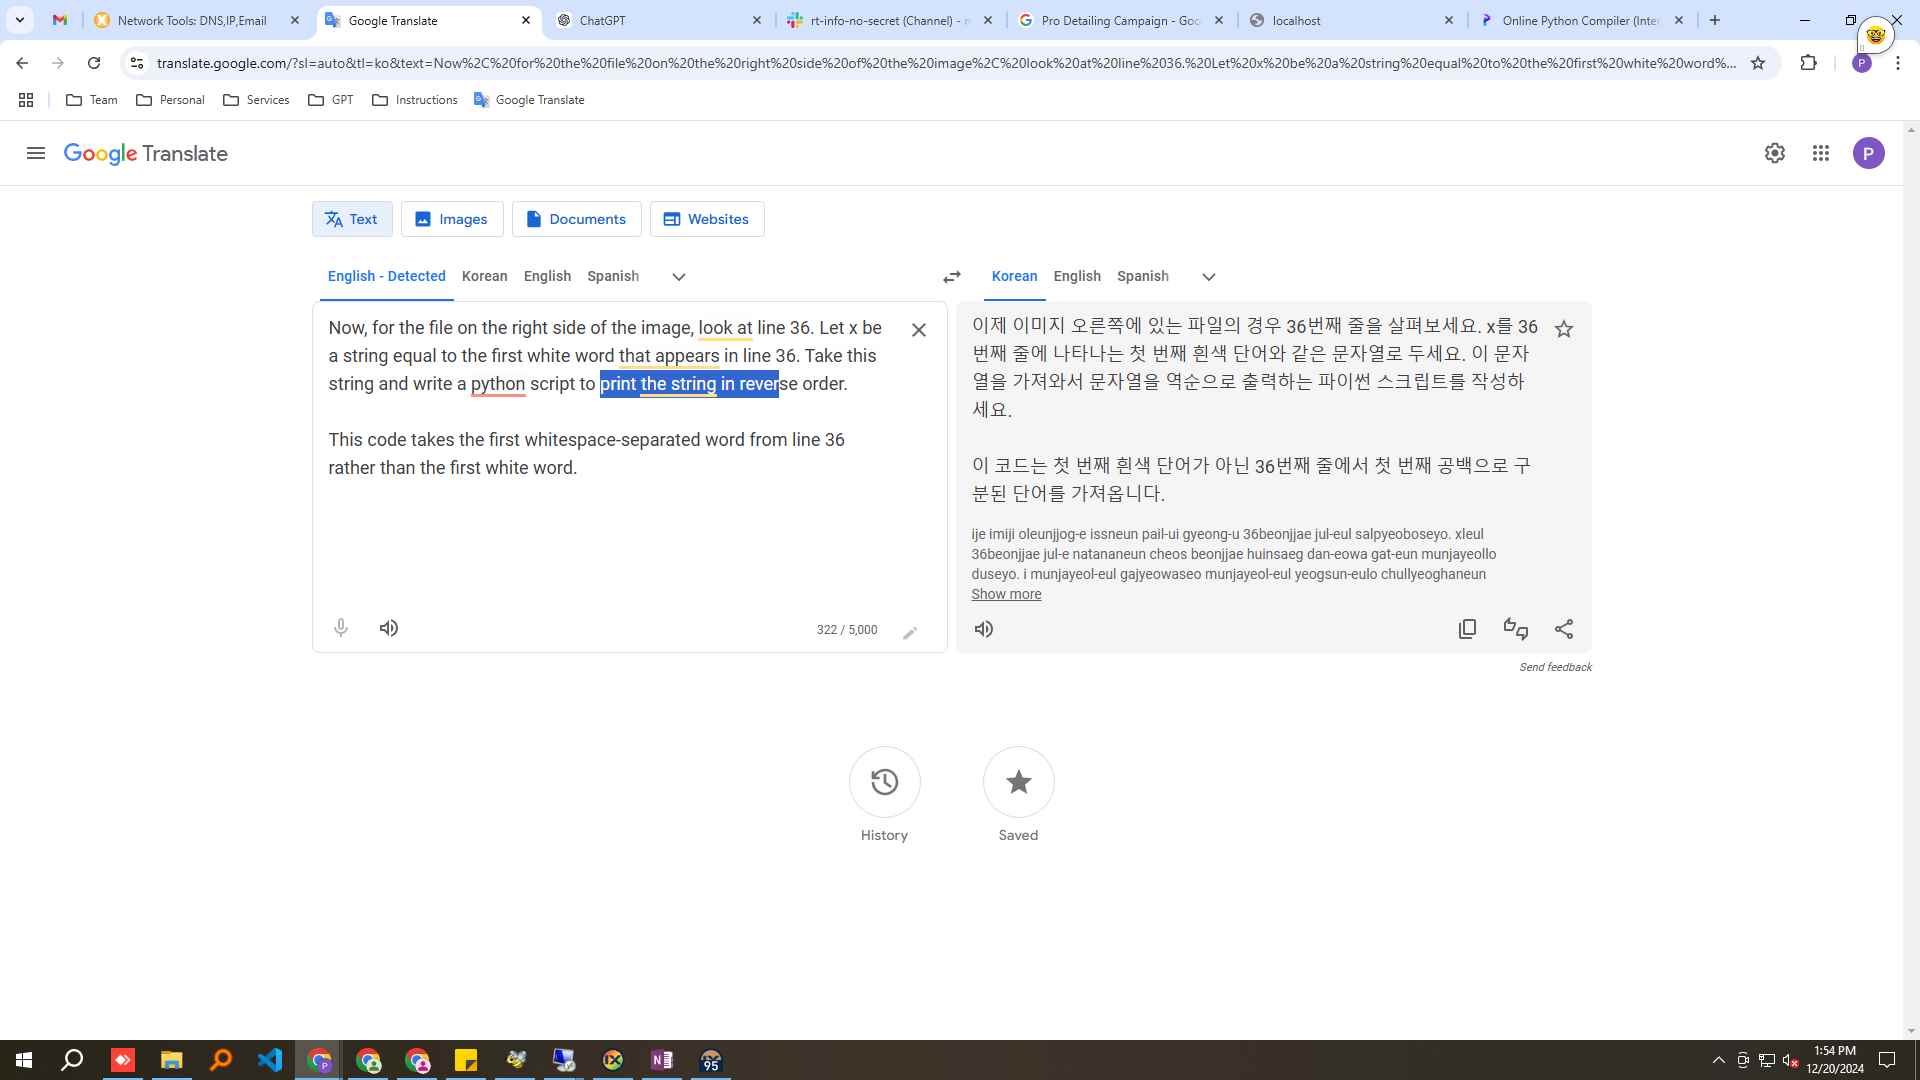 Network Tools: DNS,IP,Email
Google Translate
ChatGPT
rt-info-no-secret (Channel) -
Pro Detailing Campaign - Goo
localhost
Online Python Compiler (Inter
translate.google.com/?sl=auto&tl=ko&text=Now%2C%20for%20the%20file%20on%20the%20right%20side%20of%20the%20image%2C%20look%20at%20line%2036.%20Let%20x%20be%20a%20string%20equal%20to%20the%20first%20white%20word%...
P
Team
Personal
Services
GPT
Instructions
Google Translate
Google Translate
P
Text
Images
Documents
Websites
English - Detected
Korean
English
Spanish
Korean
English
Spanish
Now, for the file on the right side of the image, look at line 36. Let x be
a string equal to the first white word that appears in line 36. Take this
string and write a python script to print the string in reverse order.
This code takes the first whitespace-separated word from line 36
rather than the first white word.
322 / 5,000
이제 이미지 오른쪽에 있는 파일의 경우 36번째 줄을 살펴보세요. x를 36
번째 줄에 나타나는 첫 번째 흰색 단어와 같은 문자열로 두세요. 이 문자
열을 가져와서 문자열을 역순으로 출력하는 파이썬 스크립트를 작성하
세요.
이 코드는 첫 번째 흰색 단어가 아닌 36번째 줄에서 첫 번째 공백으로 구
분된 단어를 가져옵니다.
ije imiji oleunjjog-e issneun pail-ui gyeong-u 36beonjjae jul-eul salpyeoboseyo. xleul
36beonjjae jul-e natananeun cheos beonjjae huinsaeg dan-eowa gat-eun munjayeollo
duseyo. i munjayeol-eul gajyeowaseo munjayeol-eul yeogsun-eulo chullyeoghaneun
Show more
Send feedback
History
Saved
95
1:54 PM
12/20/2024